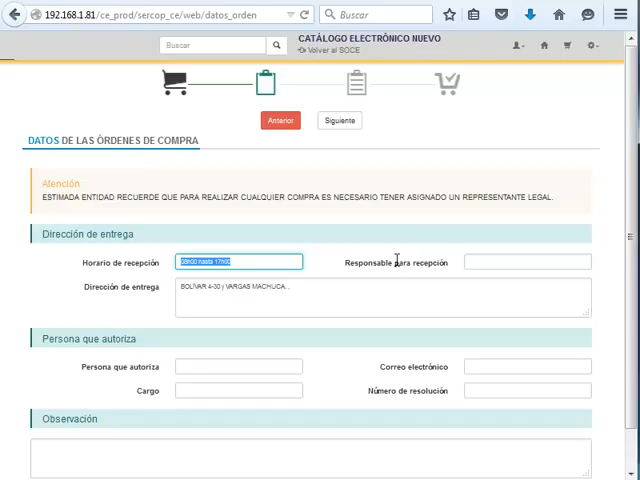 192.168.1.81/ce_prod/sercop_ce/web/datos_orden
Buscar
Buscar
CATÁLOGO ELECTRÓNICO NUEVO
Volver al SOCE
Anterior
Siguiente
DATOS DE LAS ÓRDENES DE COMPRA
Atención
ESTIMADA ENTIDAD RECUERDE QUE PARA REALIZAR CUALQUIER COMPRA ES NECESARIO TENER ASIGNADO UN REPRESENTANTE LEGAL.
Dirección de entrega
Horario de recepción
08h00 hasta 17h00
Responsable para recepción
Dirección de entrega
BOLÍVAR 4-30 y VARGAS MACHUCA...
Persona que autoriza
Persona que autoriza
Correo electrónico
Cargo
Número de resolución
Observación